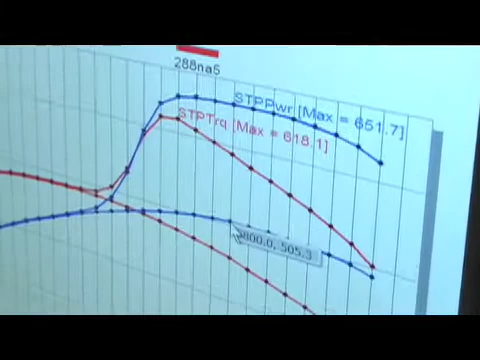 288na5
STPPwr [Max = 651.7]
STPTrq [Max = 618.1]
800.0, 505.3